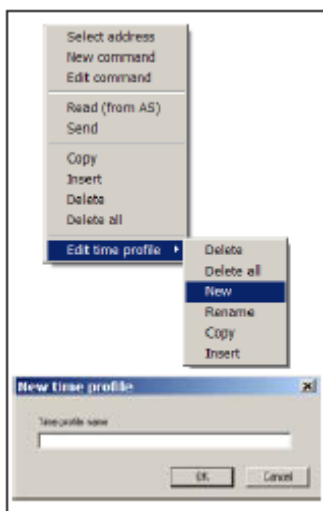 Select address
New command
Edit command
Read (from AS)
Send
Copy
Insert
Delete
Delete all
Edit time profile
Delete
Delete all
New
Rename
Copy
Insert
New time profile
Time profile name
OK
Cancel